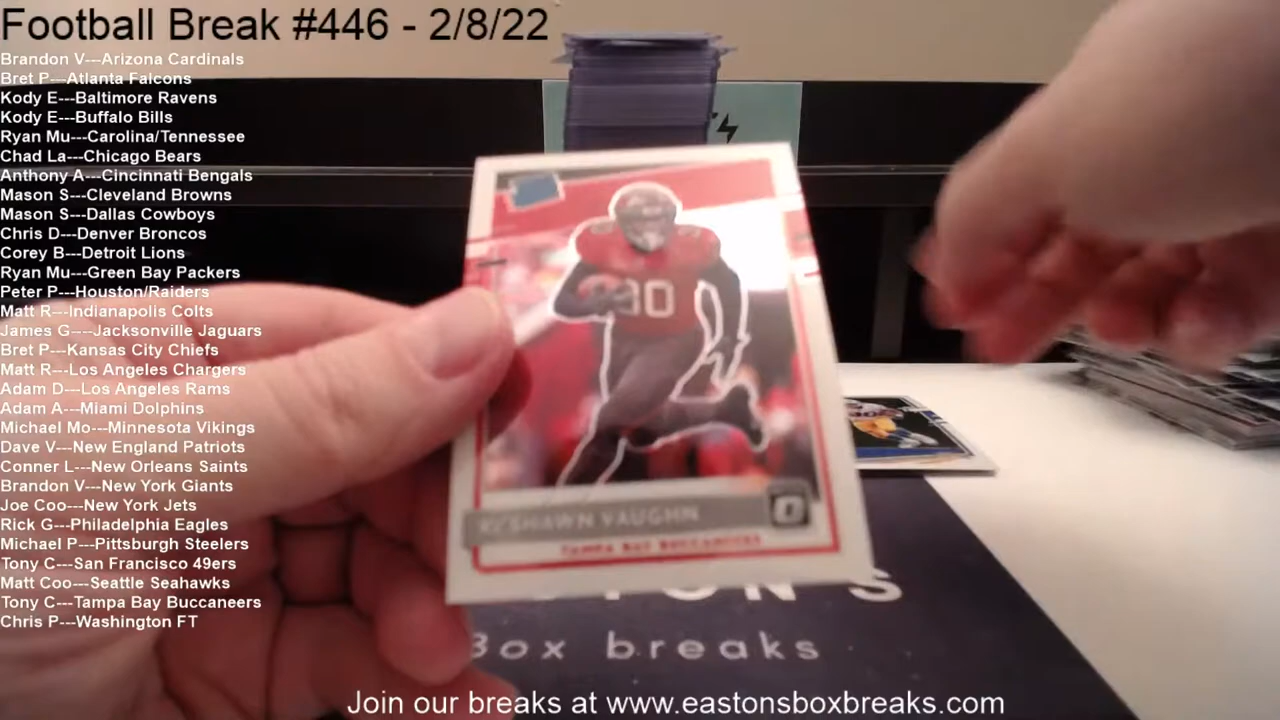 Football Break #446 - 2/8/22
Brandon V---Arizona Cardinals
Bret P---Atlanta Falcons
Kody E---Baltimore Ravens
Kody E---Buffalo Bills
Ryan Mu---Carolina/Tennessee
Chad La---Chicago Bears
Anthony A---Cincinnati Bengals
Mason S---Cleveland Browns
Mason S---Dallas Cowboys
Chris D---Denver Broncos
Corey B---Detroit Lions
Ryan Mu---Green Bay Packers
Peter P---Houston/Raiders
Matt R---Indianapolis Colts
James G----Jacksonville Jaguars
Bret P---Kansas City Chiefs
Matt R---Los Angeles Chargers
Adam D---Los Angeles Rams
Adam A---Miami Dolphins
Michael Mo---Minnesota Vikings
Dave V---New England Patriots
Conner L---New Orleans Saints
Brandon V---New York Giants
Joe Coo---New York Jets
Rick G---Philadelphia Eagles
Michael P---Pittsburgh Steelers
Tony C---San Francisco 49ers
Matt Coo---Seattle Seahawks
Tony C---Tampa Bay Buccaneers
Chris P---Washington FT
30
KE'SHAWN VAUGHN
TAMPA BAY BUCCANEERS
Box breaks
Join our breaks at www.eastonsboxbreaks.com